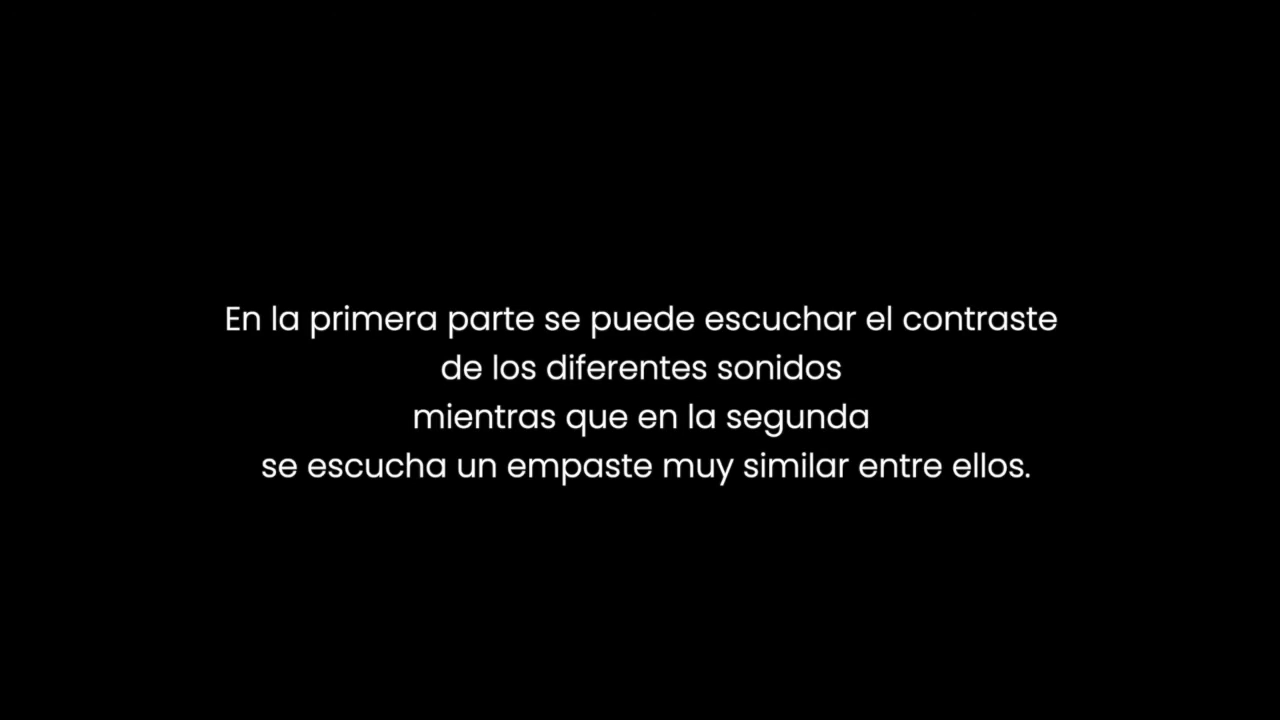 En la primera parte se puede escuchar el contraste
de los diferentes sonidos
mientras que en la segunda
se escucha un empaste muy similar entre ellos.